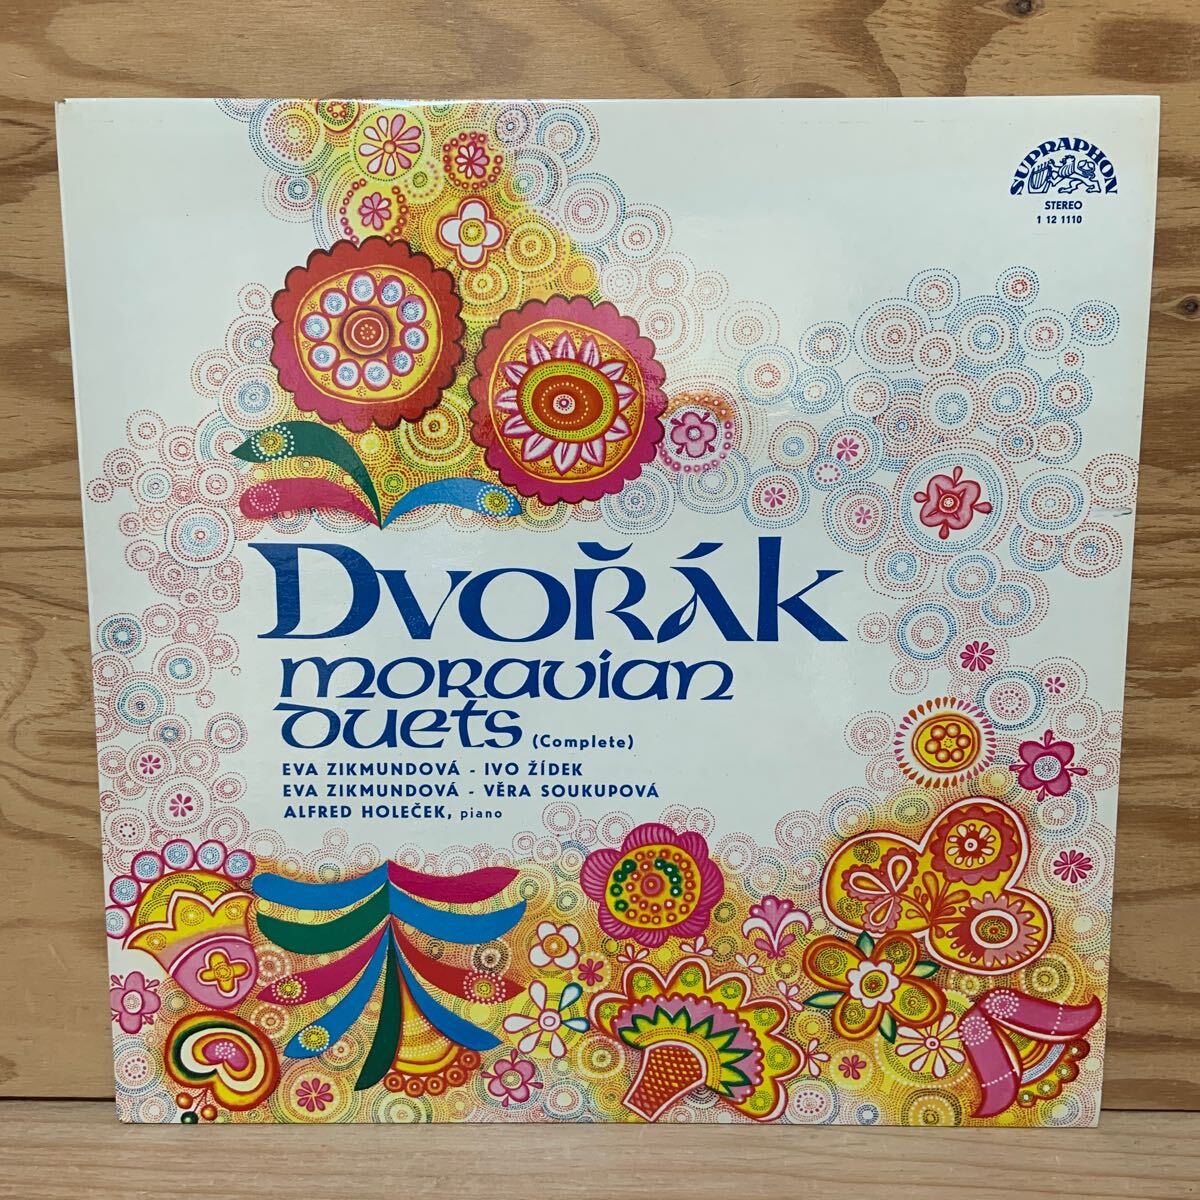 SUPRAPHON
STEREO
1 12 1110
DVOŘÁK
moravian
duets (Complete)
EVA ZIKMUNDOVÁ - IVO ŽÍDEK
EVA ZIKMUNDOVÁ - VĚRA SOUKUPOVÁ
ALFRED HOLEČEK, piano